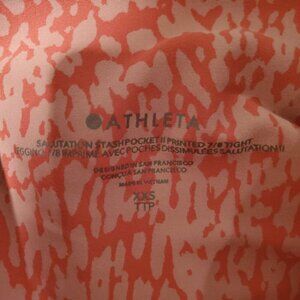 ATHLETA
SALUTATION STASH POCKET II PRINTED 7/8 TIGHT
LEGGING 7/8 IMPRIMÉ AVEC POCHES DISSIMULÉES SALUTATION II
DESIGNED IN SAN FRANCISCO
CONÇU À SAN FRANCISCO
MADE IN VIETNAM
XXS
TTP